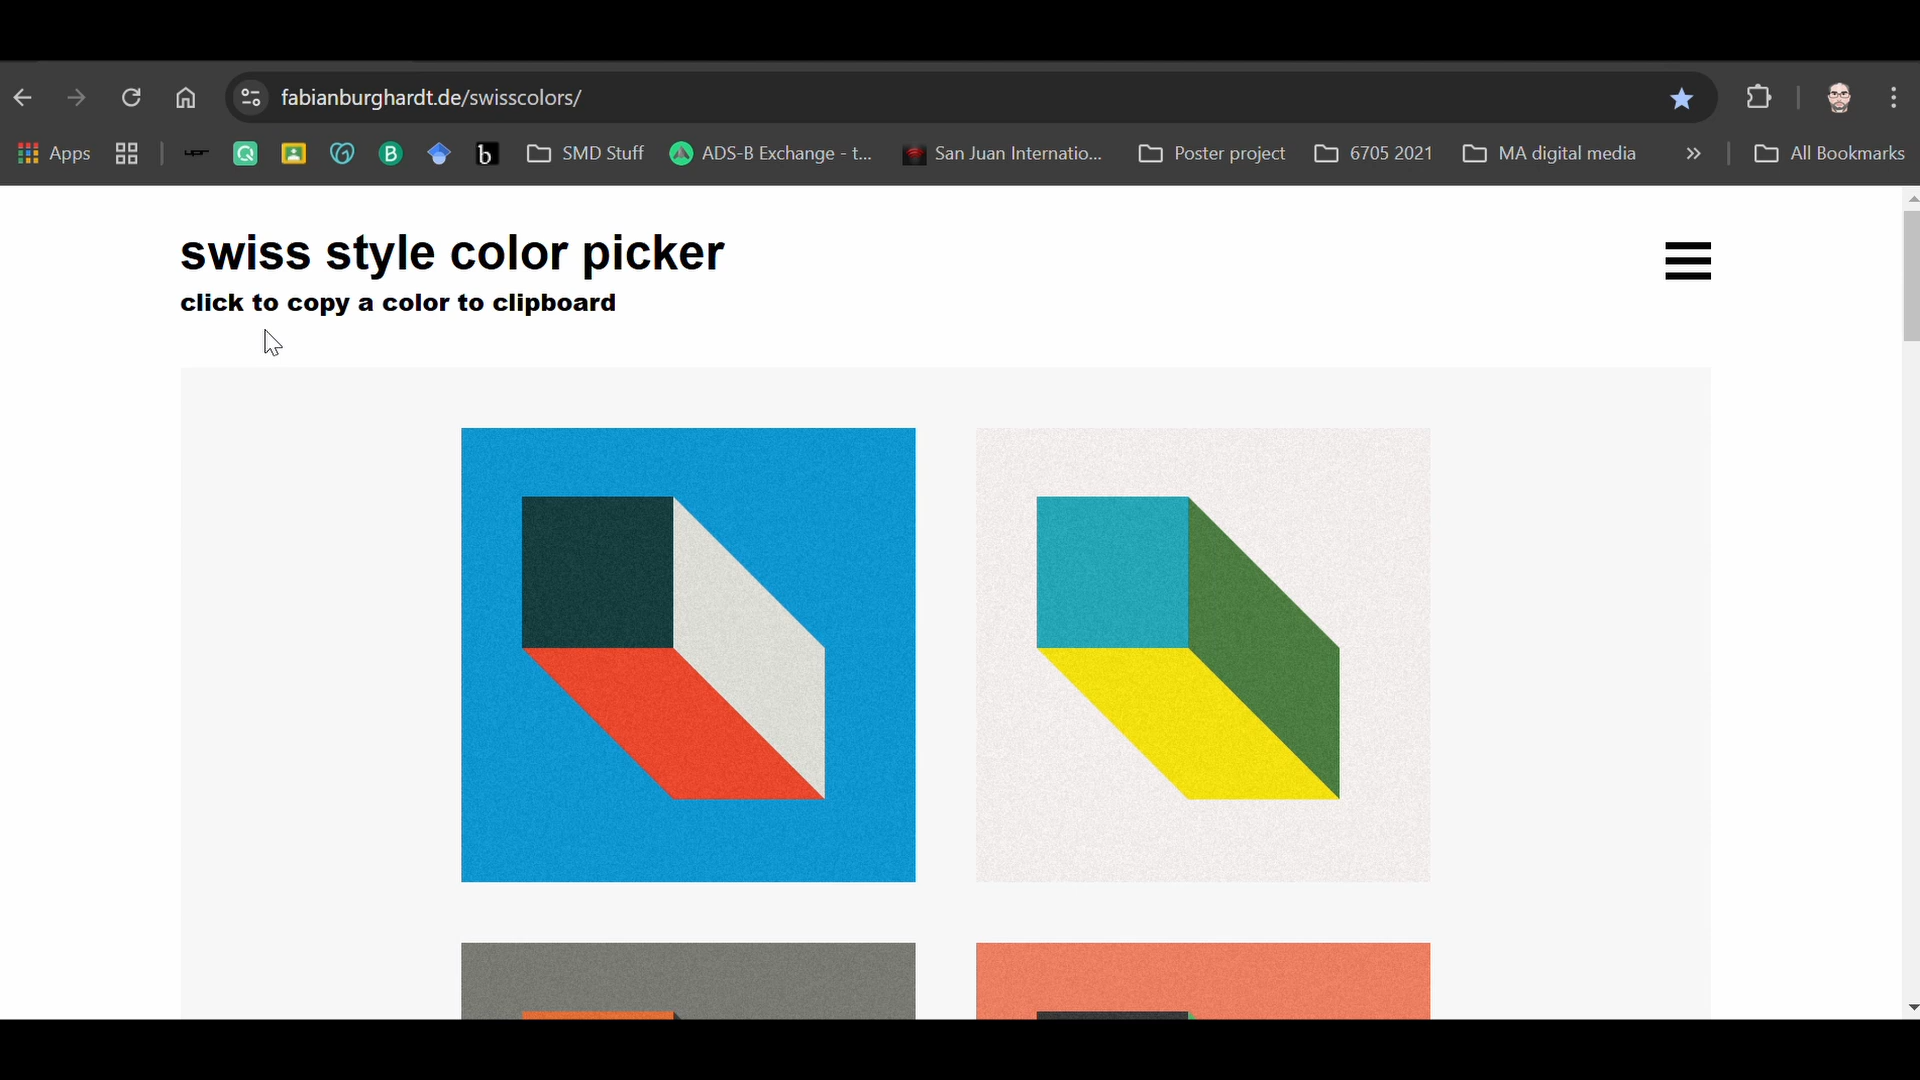 fabianburghardt.de/swisscolors/
Apps SMD Stuff ADS-B Exchange - t... San Juan Internatio... Poster project 6705 2021 MA digital media » All Bookmarks
swiss style color picker
click to copy a color to clipboard